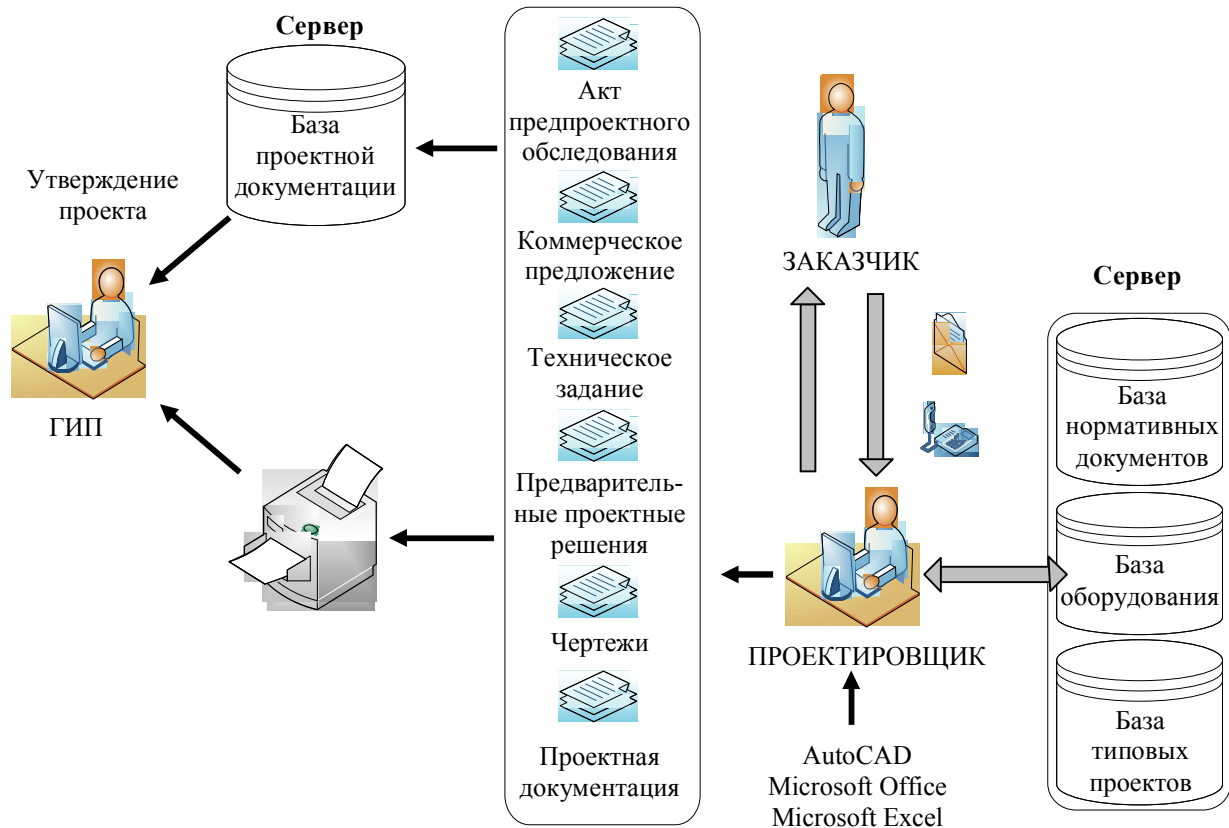 Сервер
База
проектной
документации
Утверждение
проекта
ГИП
Акт
предпроектного
обследования
Коммерческое
предложение
Техническое
задание
Предваритель-
ные проектные
решения
Чертежи
Проектная
документация
ЗАКАЗЧИК
ПРОЕКТИРОВЩИК
AutoCAD
Microsoft Office
Microsoft Excel
Сервер
База
нормативных
документов
База
оборудования
База
типовых
проектов